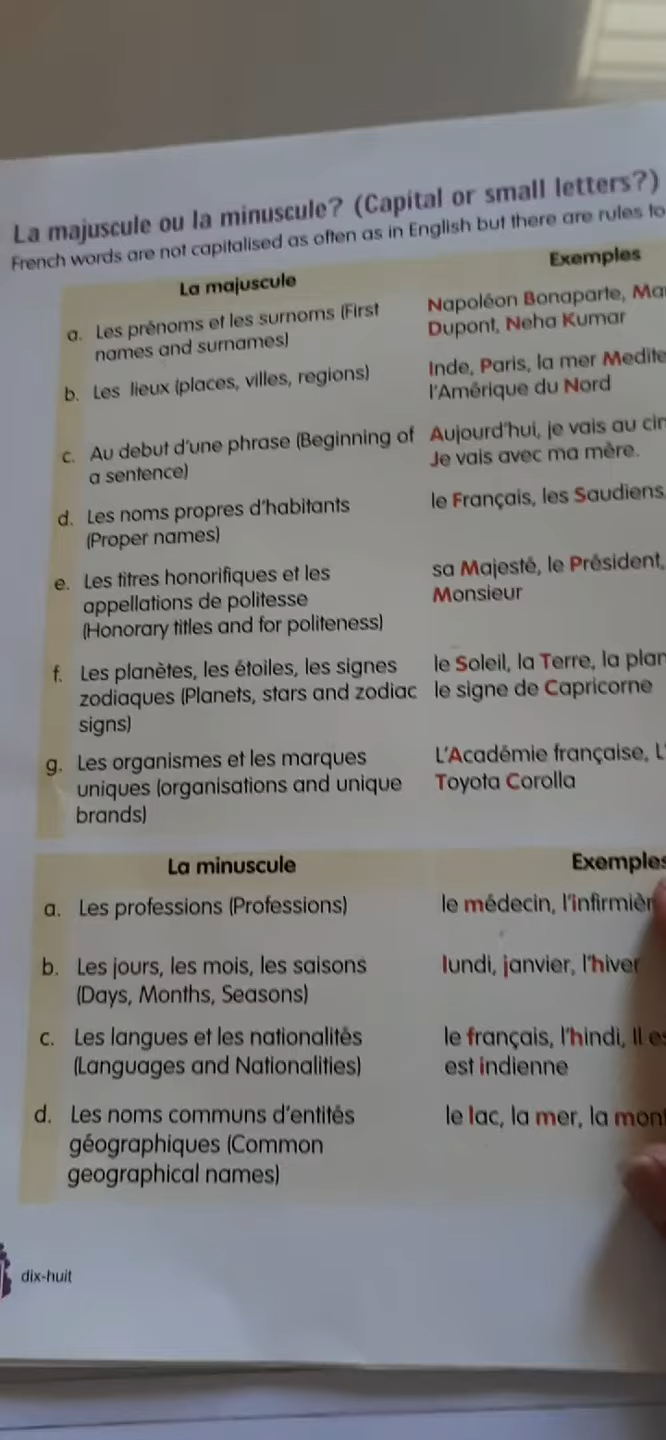 La majuscule ou la minuscule? (Capital or small letters?)
French words are not capitalised as often as in English but there are rules to
La majuscule Exemples
a. Les prénoms et les surnoms (First Napoléon Bonaparte,
names and surnames) Dupont, Neha Kumar
b. Les lieux (places, villes, regions) Inde, Paris, la mer
l'Amérique du Nord
c. Au debut d'une phrase (Beginning of Aujourd'hui, je vais au
a sentence) Je vais avec ma mère.
d. Les noms propres d'habitants le Français, les Saudiens
(Proper names)
e. Les titres honorifiques et les sa Majesté, le Président,
appellations de politesse Monsieur
(Honorary titles and for politeness)
f. Les planètes, les étoiles, les signes le Soleil, la Terre, la
zodiaques (Planets, stars and zodiac le signe de Capricorne
signs)
g. Les organismes et les marques L'Académie française,
uniques (organisations and unique Toyota Corolla
brands)
La minuscule Exemples
a. Les professions (Professions) le médecin,
b. Les jours, les mois, les saisons lundi, janvier, l'hiver
(Days, Months, Seasons)
c. Les langues et les nationalités le français, l'hindi, Il
(Languages and Nationalities) est indienne
d. Les noms communs d'entités le lac, la mer, la
géographiques (Common
geographical names)
dix-huit